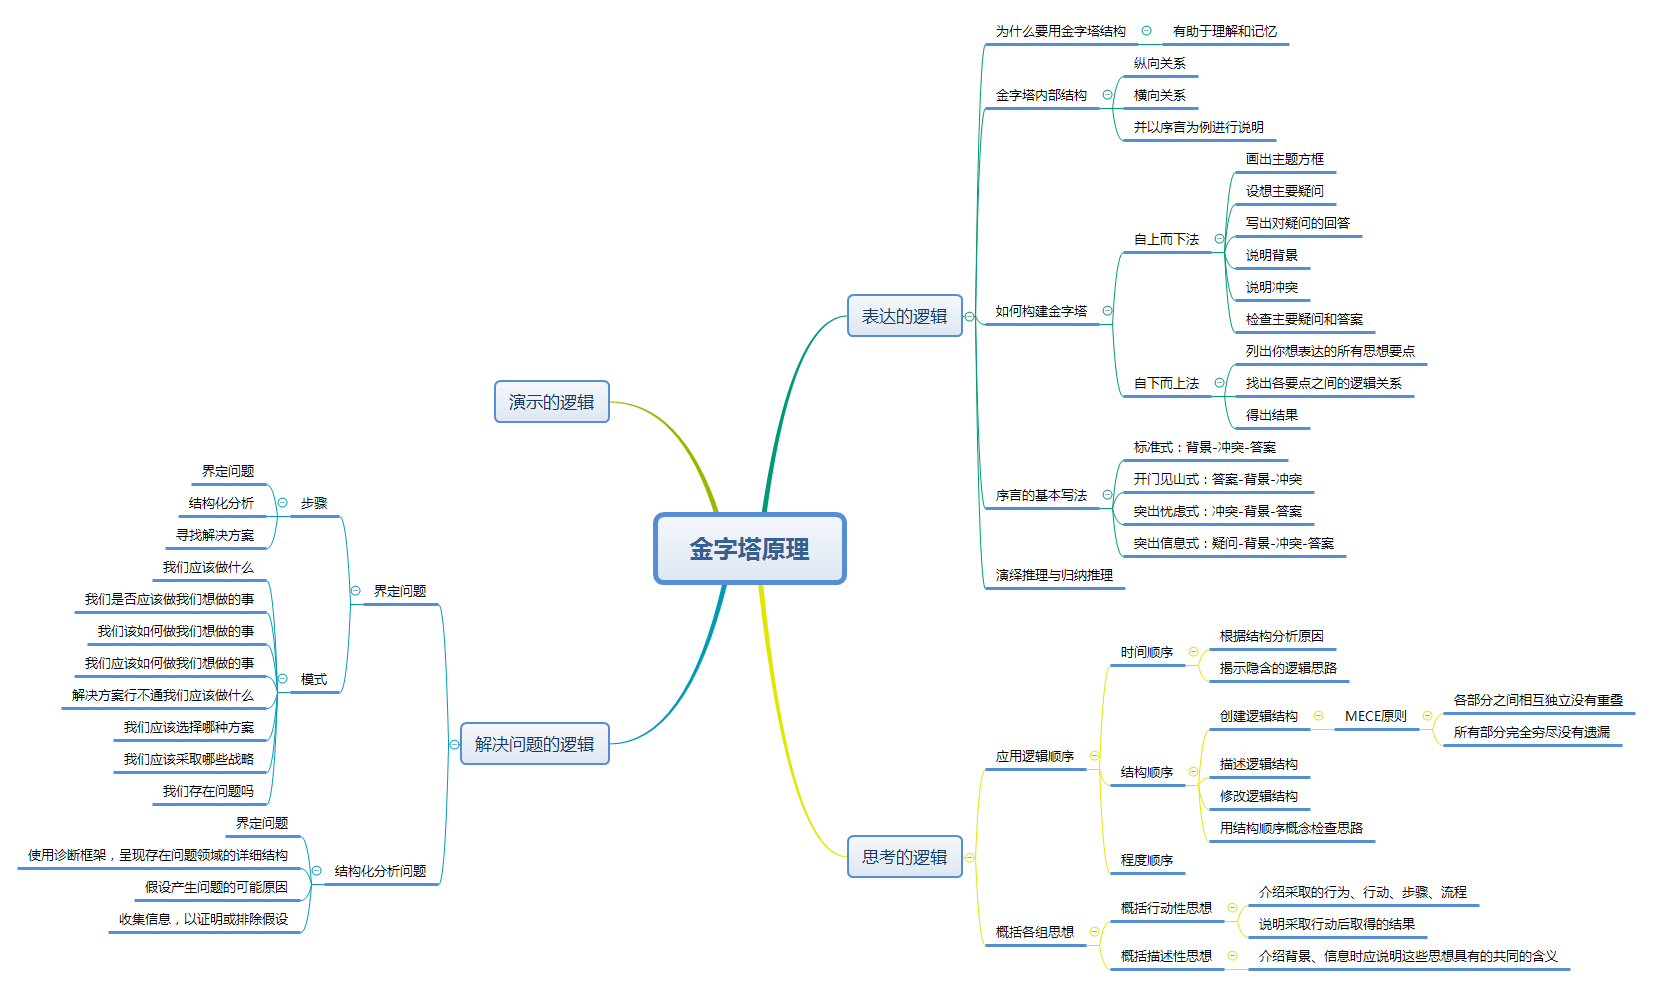 金字塔原理
表达的逻辑
为什么要用金字塔结构
有助于理解和记忆
金字塔内部结构
纵向关系
横向关系
并以序言为例进行说明
如何构建金字塔
自上而下法
画出主题方框
设想主要疑问
写出对疑问的回答
说明背景
说明冲突
检查主要疑问和答案
自下而上法
列出你想表达的所有思想要点
找出各要点之间的逻辑关系
得出结果
序言的基本写法
标准式：背景-冲突-答案
开门见山式：答案-背景-冲突
突出忧虑式：冲突-背景-答案
突出信息式：疑问-背景-冲突-答案
演绎推理与归纳推理
思考的逻辑
应用逻辑顺序
时间顺序
根据结构分析原因
揭示隐含的逻辑思路
结构顺序
创建逻辑结构
MECE原则
各部分之间相互独立没有重叠
所有部分完全穷尽没有遗漏
描述逻辑结构
修改逻辑结构
用结构顺序概念检查思路
程度顺序
概括各组思想
概括行动性思想
介绍采取的行为、行动、步骤、流程
说明采取行动后取得的结果
概括描述性思想
介绍背景、信息时应说明这些思想具有的共同的含义
解决问题的逻辑
界定问题
步骤
界定问题
结构化分析
寻找解决方案
模式
我们应该做什么
我们是否应该做我们想做的事
我们该如何做我们想做的事
我们应该如何做我们想做的事
解决方案行不通我们应该做什么
我们应该选择哪种方案
我们应该采取哪些战略
我们存在问题吗
结构化分析问题
界定问题
使用诊断框架，呈现存在问题领域的详细结构
假设产生问题的可能原因
收集信息，以证明或排除假设
演示的逻辑